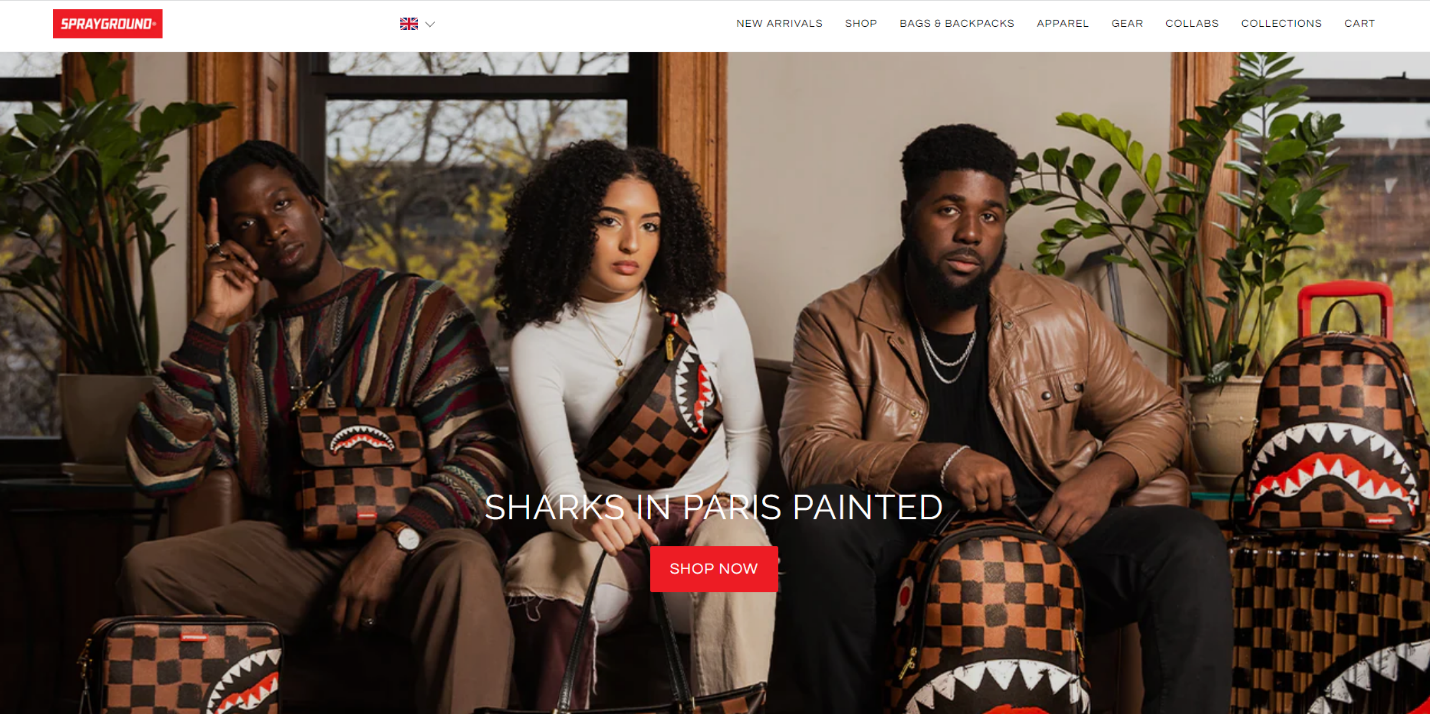 SPRAYGROUND®
NEW ARRIVALS SHOP BAGS & BACKPACKS APPAREL GEAR COLLABS COLLECTIONS CART
SHARKS IN PARIS PAINTED
SHOP NOW